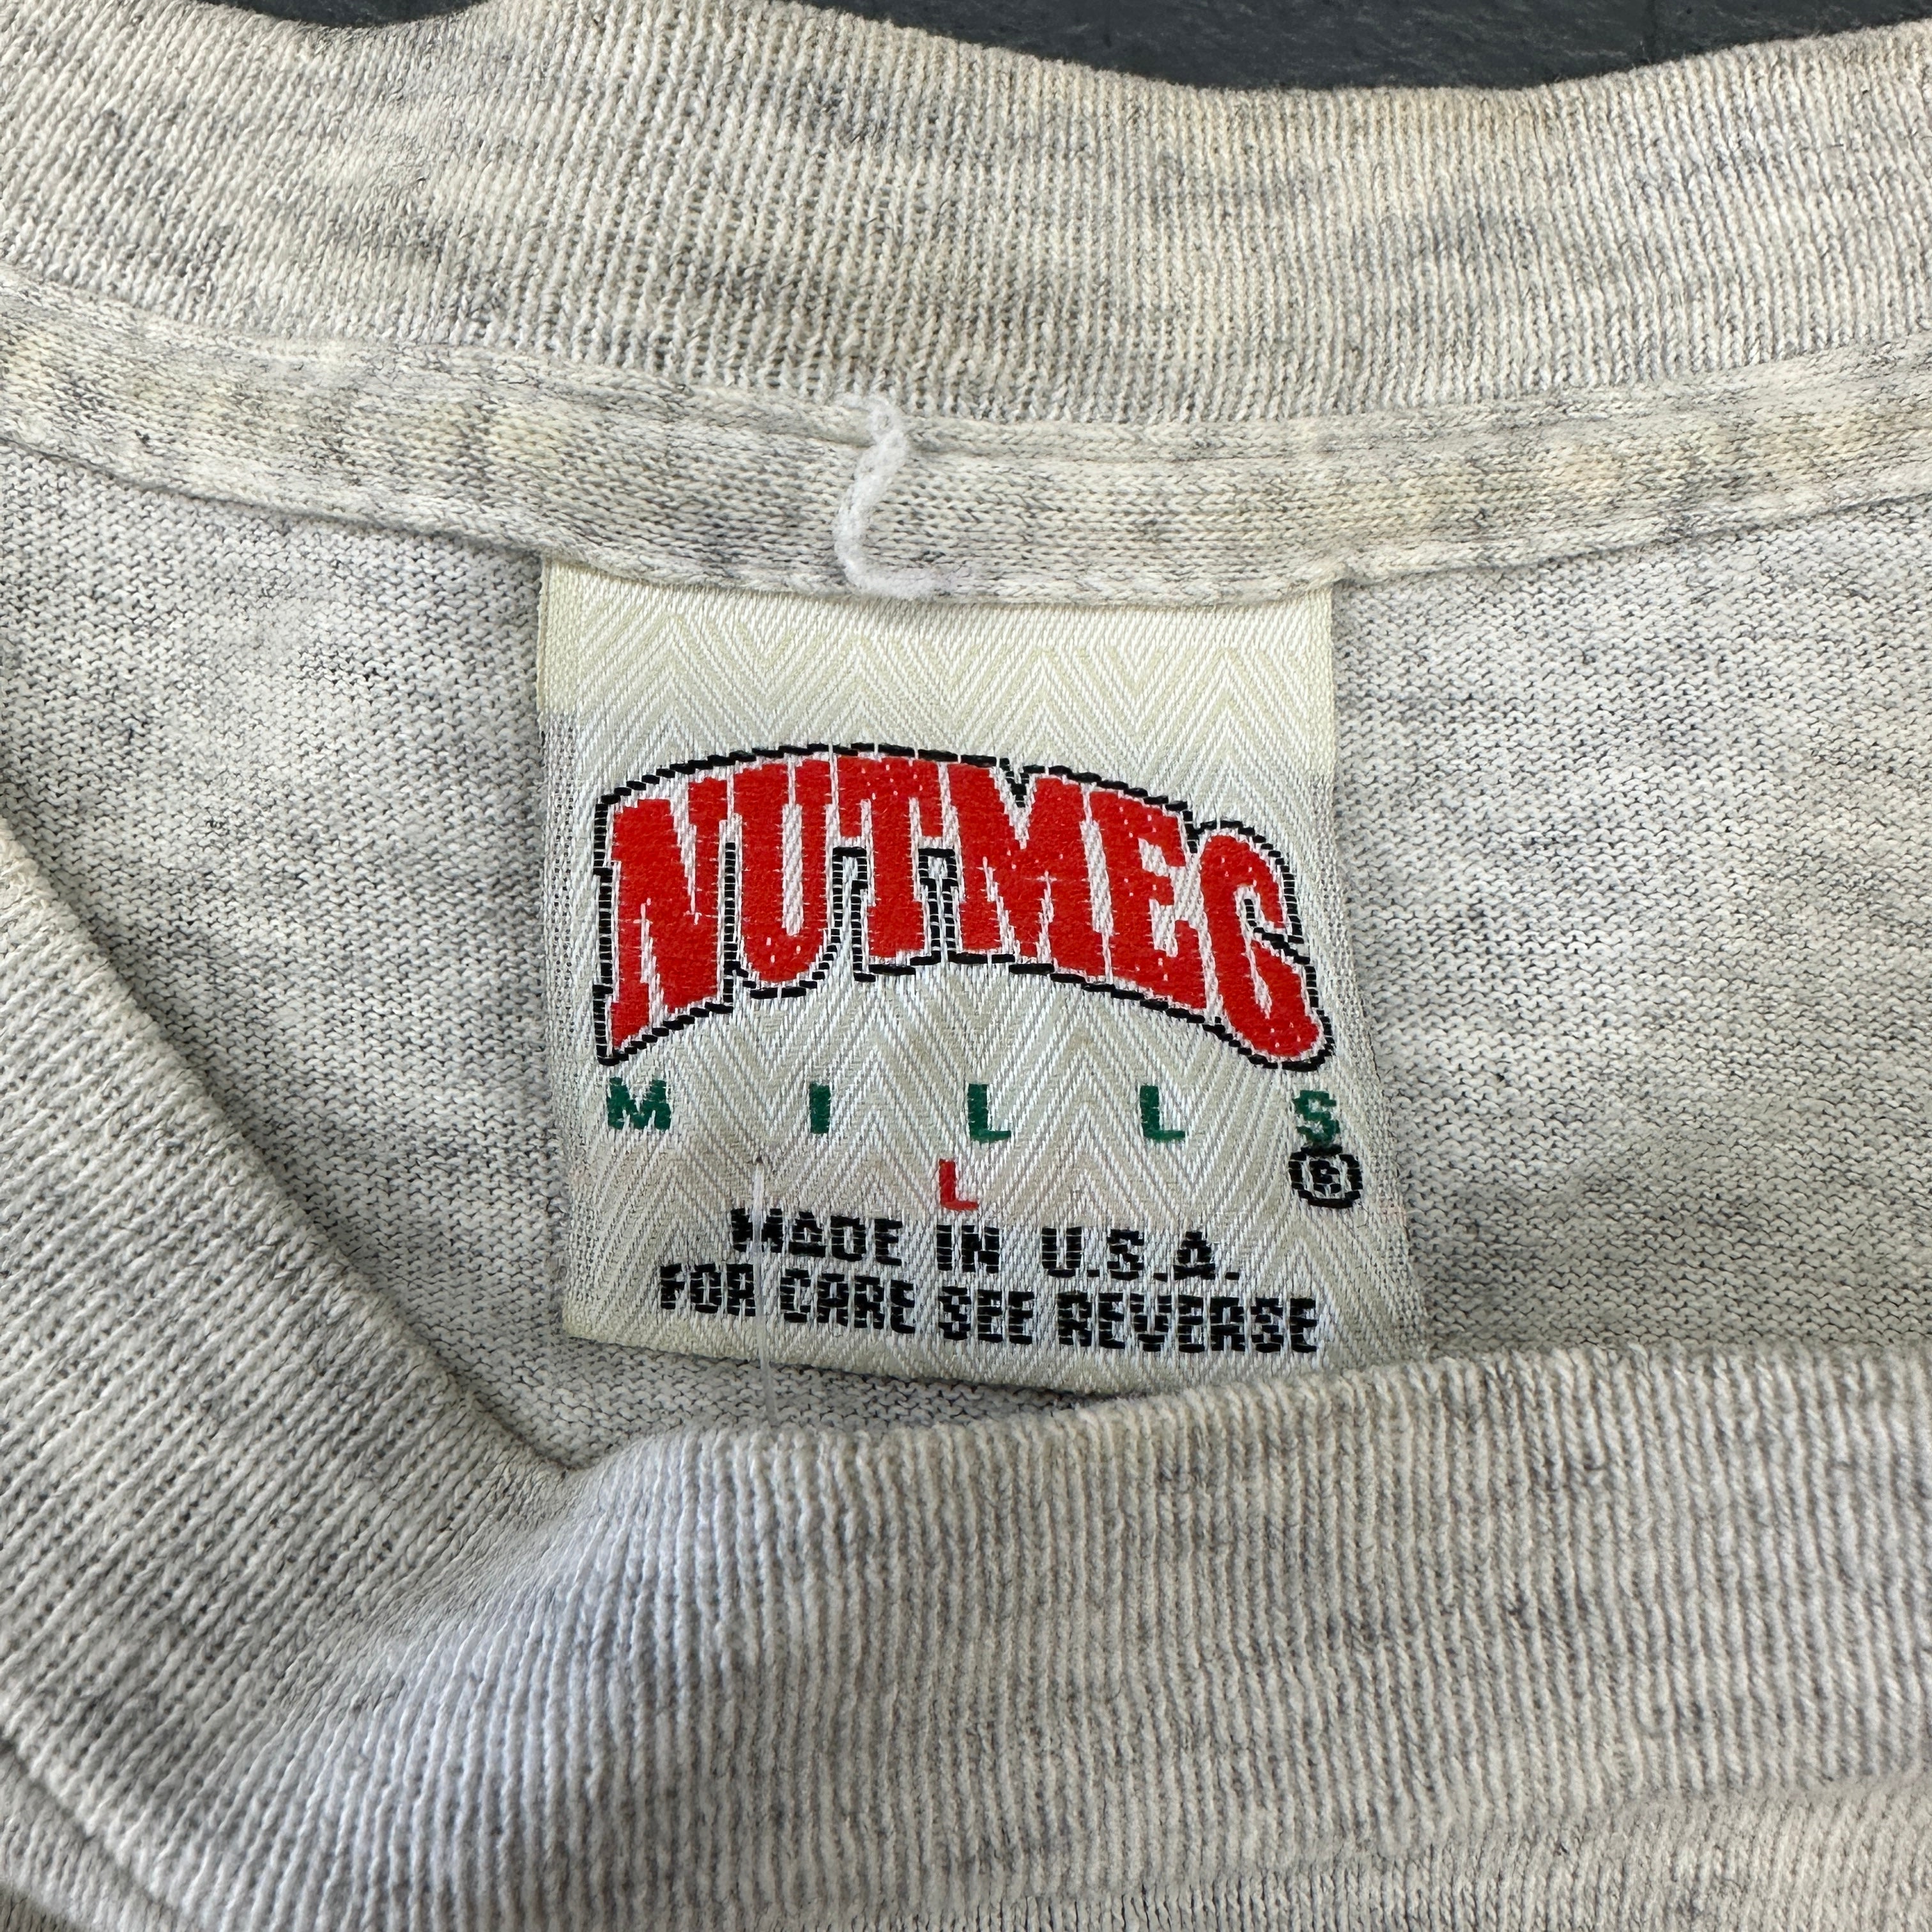 NUTMEG
MILLS
®
L
MADE IN U.S.A.
FOR CARE SEE REVERSE